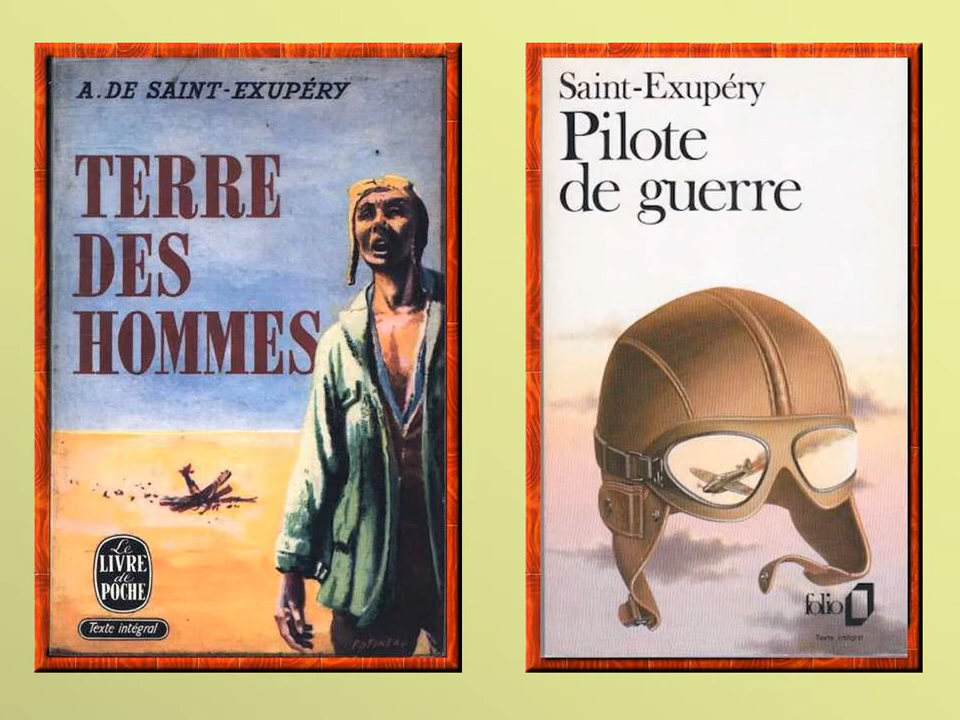 A. DE SAINT-EXUPÉRY
TERRE
DES
HOMMES
Le
LIVRE
de
POCHE
Texte intégral
Saint-Exupéry
Pilote
de guerre
folio
Texte intégral